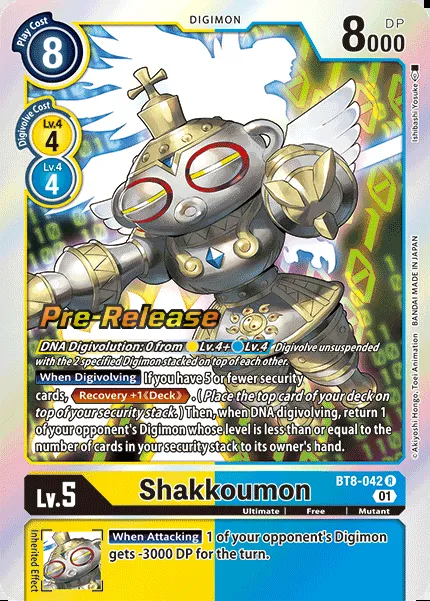 DIGIMON
Play Cost
8
DP
8000
Digivolve Cost
Lv.4
4
Lv.4
4
Ishibashi Yosuke
Pre-Release
DNA Digivolution: 0 from Lv.4+ Lv.4 Digivolve unsuspended
with the 2 specified Digimon stacked on top of each other.
When Digivolving If you have 5 or fewer security
cards, Recovery +1《Deck》. (Place the top card of your deck on
top of your security stack.) Then, when DNA digivolving, return 1
of your opponent's Digimon whose level is less than or equal to the
number of cards in your security stack to its owner's hand.
©Akiyoshi Hongo, Toei Animation BANDAI MADE IN JAPAN
Lv.5
Shakkoumon
BT8-042 R
01
Ultimate | Free | Mutant
Inherited Effect
When Attacking 1 of your opponent's Digimon
gets -3000 DP for the turn.